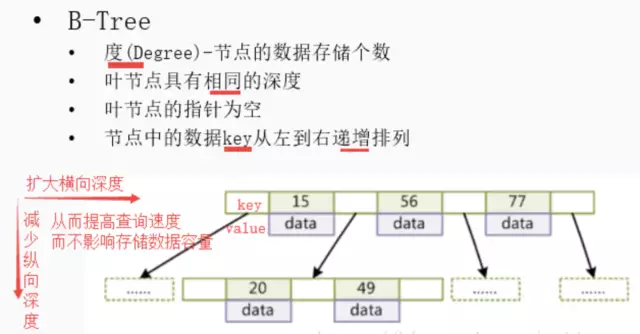 B-Tree
度(Degree)-节点的数据存储个数
叶节点具有相同的深度
叶节点的指针为空
节点中的数据key从左到右递增排列
扩大横向深度
减少纵向深度
从而提高查询速度
而不影响存储数据容量
key 15 56 77
value data data data
...... ...... ......
20 49
data data